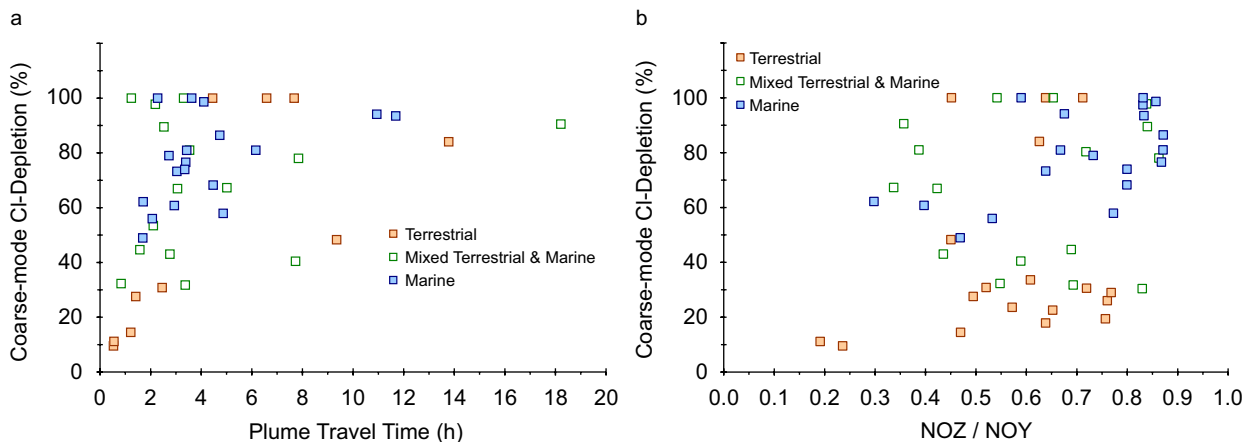 a
Coarse-mode Cl-Depletion (%)
100
80
60
40
20
0
Terrestrial
Mixed Terrestrial & Marine
Marine
0 2 4 6 8 10 12 14 16 18 20
Plume Travel Time (h)
b
Coarse-mode Cl-Depletion (%)
Terrestrial
Mixed Terrestrial & Marine
Marine
100
80
60
40
20
0
0.0 0.1 0.2 0.3 0.4 0.5 0.6 0.7 0.8 0.9 1.0
NOZ / NOY